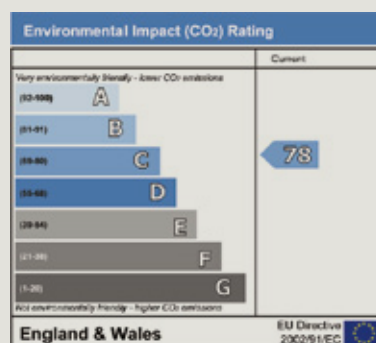 Environmental Impact (CO2) Rating
Current
Very environmentally friendly - lower CO2 emissions
(92-100) A
(81-91) B
(69-80) C
78
(55-68) D
(39-54) E
(21-38) F
(1-20) G
Not environmentally friendly - higher CO2 emissions
England & Wales
EU Directive
2002/91/EC